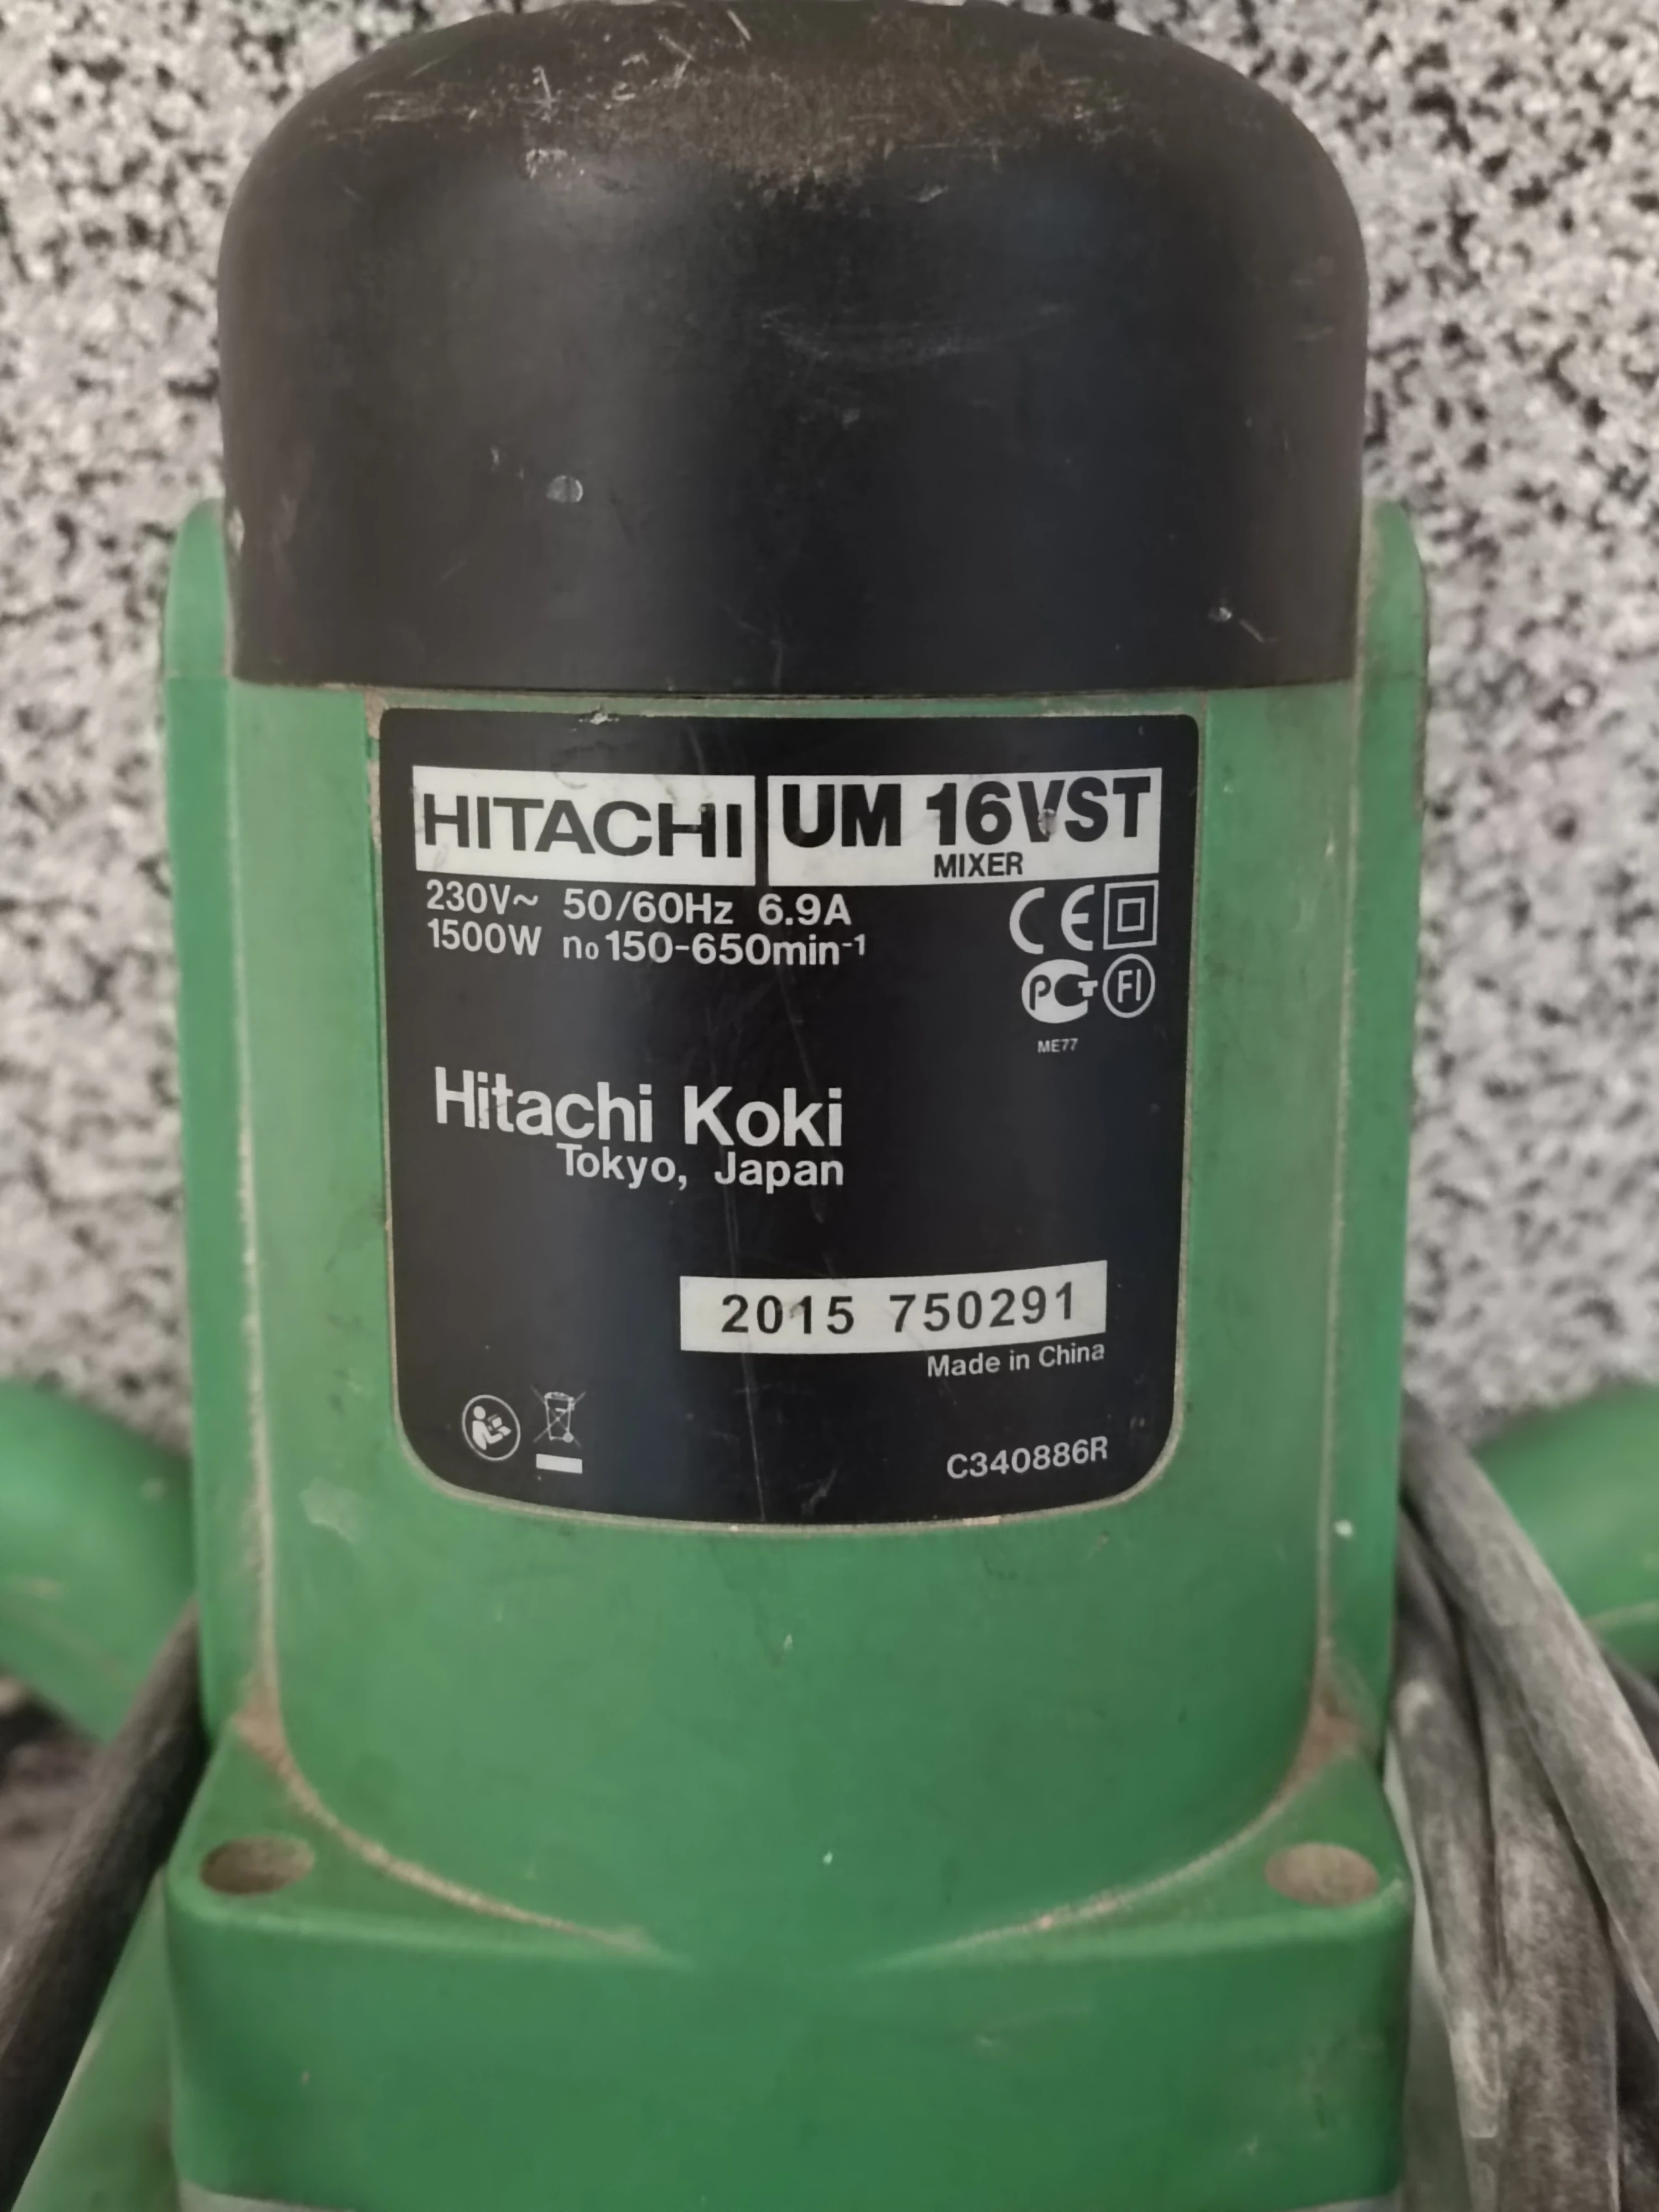 HITACHI UM 16VST
MIXER
230V~ 50/60Hz 6.9A
1500W n₀ 150-650min⁻¹
CE
PCT FI
ME77
Hitachi Koki
Tokyo, Japan
2015 750291
Made in China
C340886R